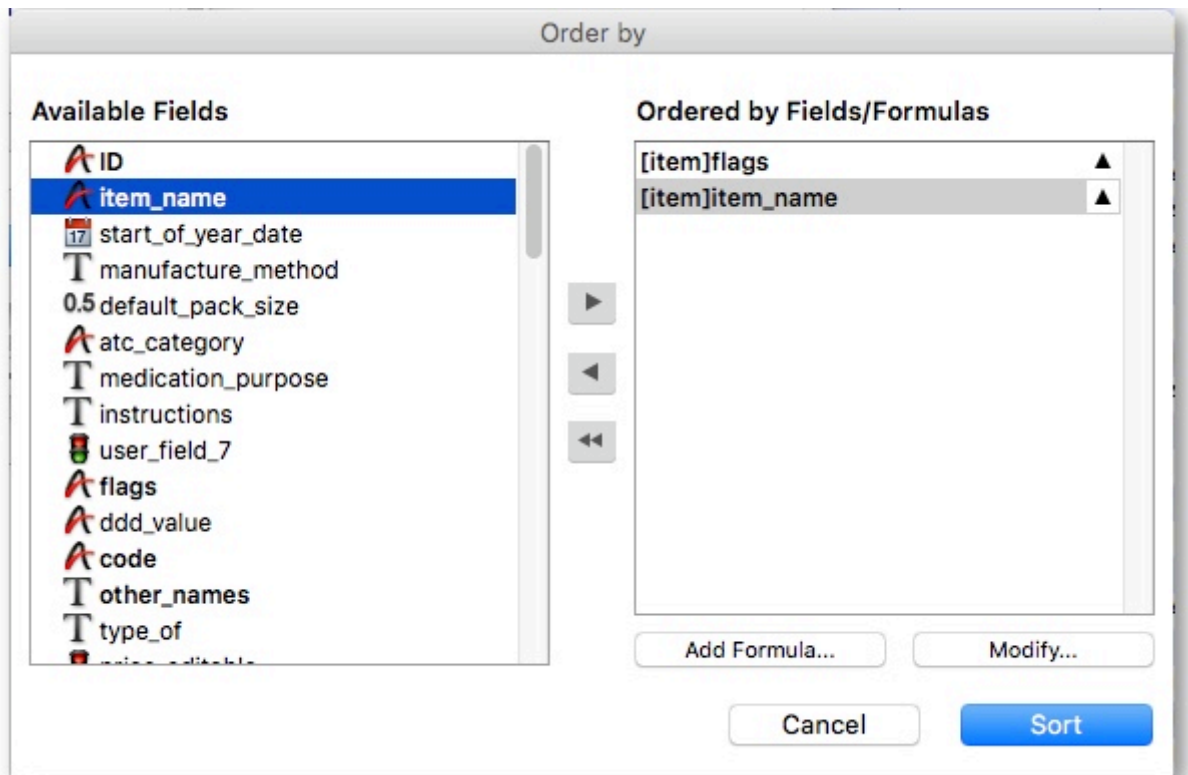 Order by
Available Fields
ID
item_name
17 start_of_year_date
T manufacture_method
0.5 default_pack_size
atc_category
T medication_purpose
T instructions
user_field_7
flags
ddd_value
code
T other_names
T type_of
Ordered by Fields/Formulas
[item]flags
[item]item_name
Add Formula...
Modify...
Cancel
Sort